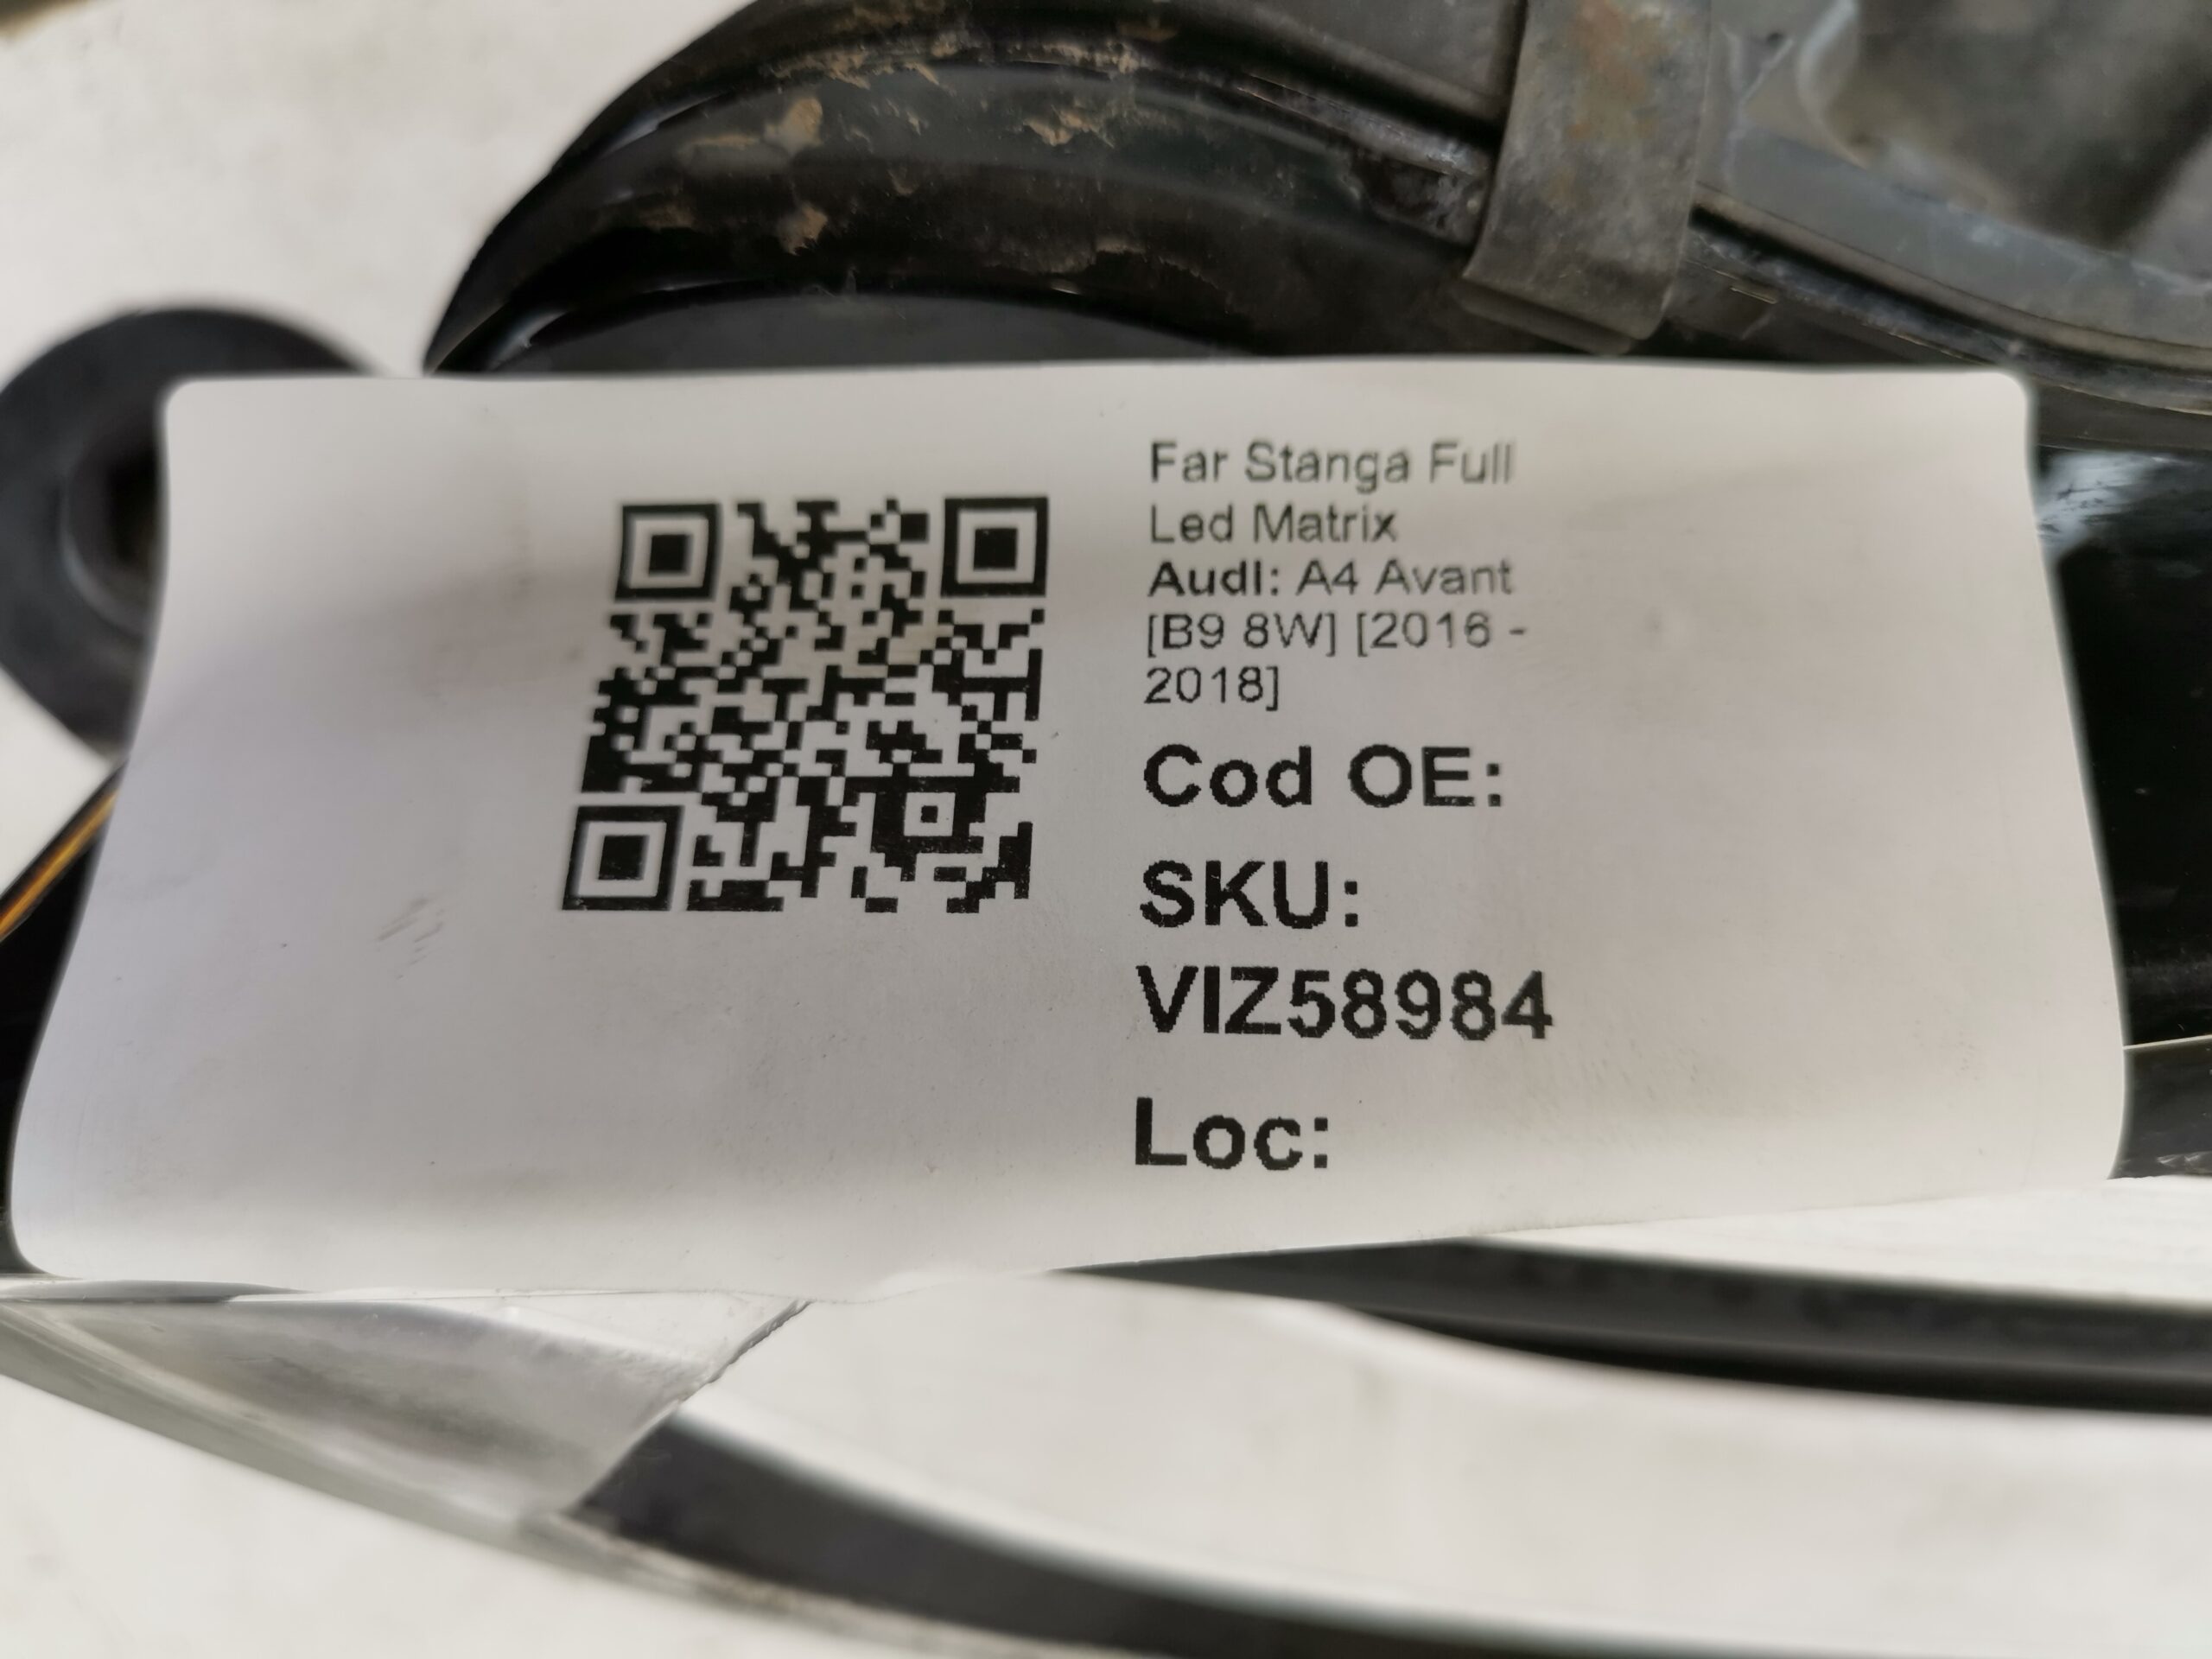 Far Stanga Full
Led Matrix
Audi: A4 Avant
[B9 8W] [2016 -
2018]
Cod OE:
SKU:
VIZ58984
Loc: